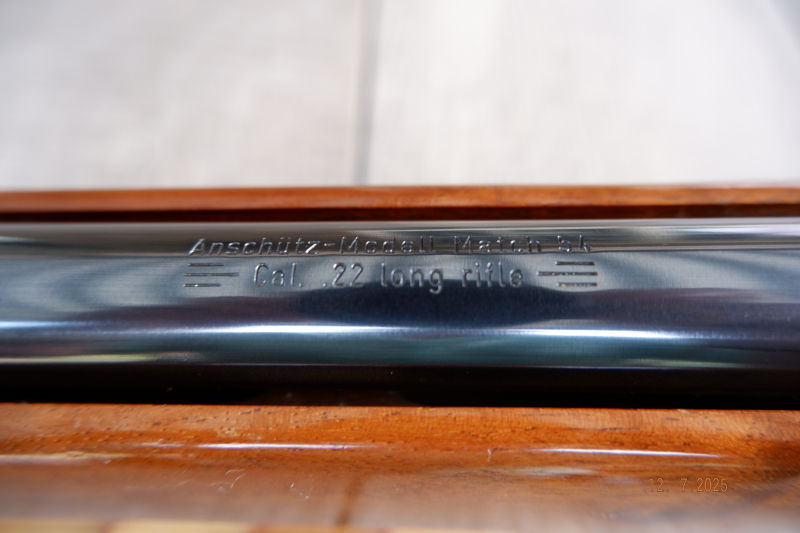 Anschütz-Modell Match 54
Cal. .22 long rifle
12. 7.2025